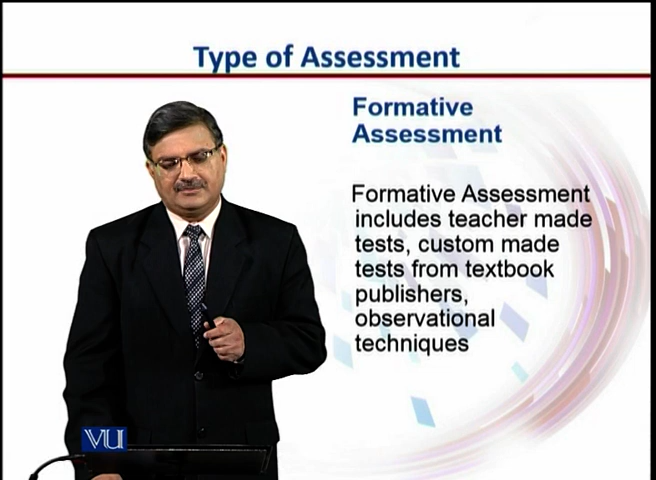 Type of Assessment
Formative
Assessment
Formative Assessment
includes teacher made
tests, custom made
tests from textbook
publishers,
observational
techniques
VU